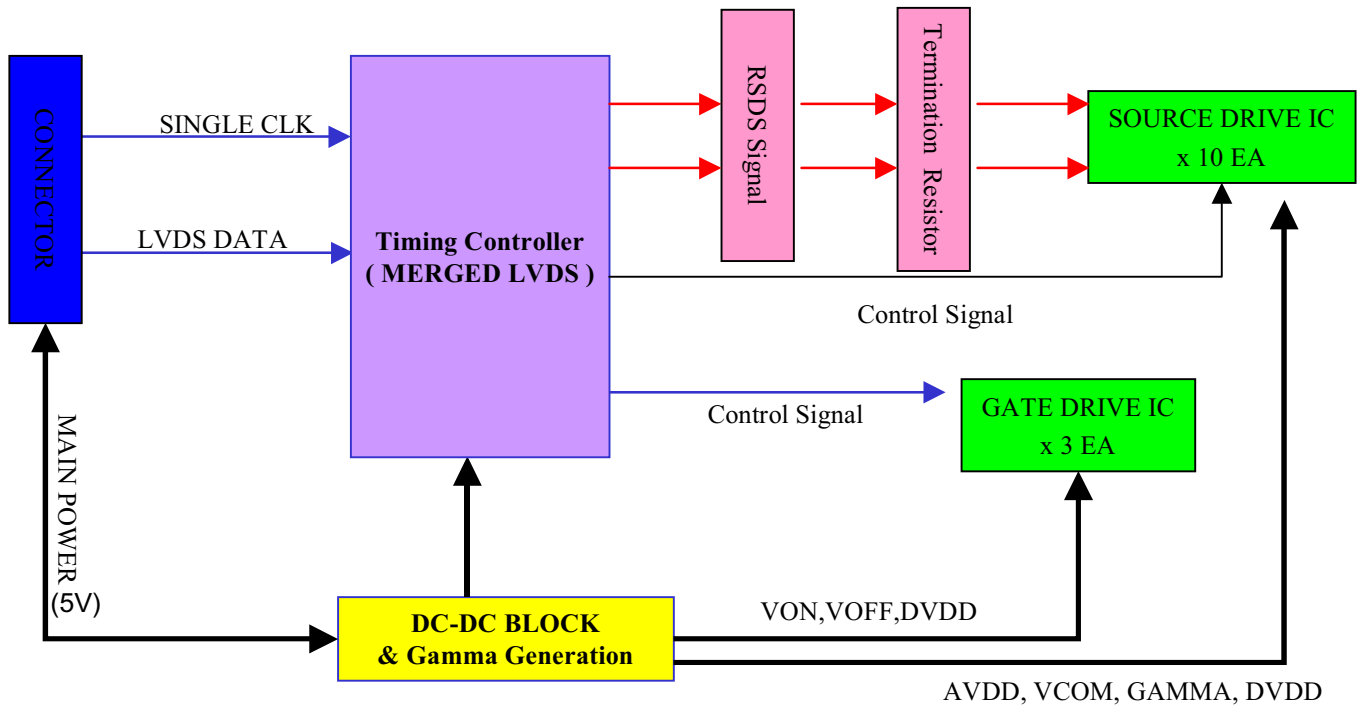 CONNECTOR
SINGLE CLK
LVDS DATA
MAIN POWER
(5V)
Timing Controller
( MERGED LVDS )
RSDS Signal
Termination Resistor
SOURCE DRIVE IC
x 10 EA
Control Signal
Control Signal
GATE DRIVE IC
x 3 EA
DC-DC BLOCK
& Gamma Generation
VON,VOFF,DVDD
AVDD, VCOM, GAMMA, DVDD